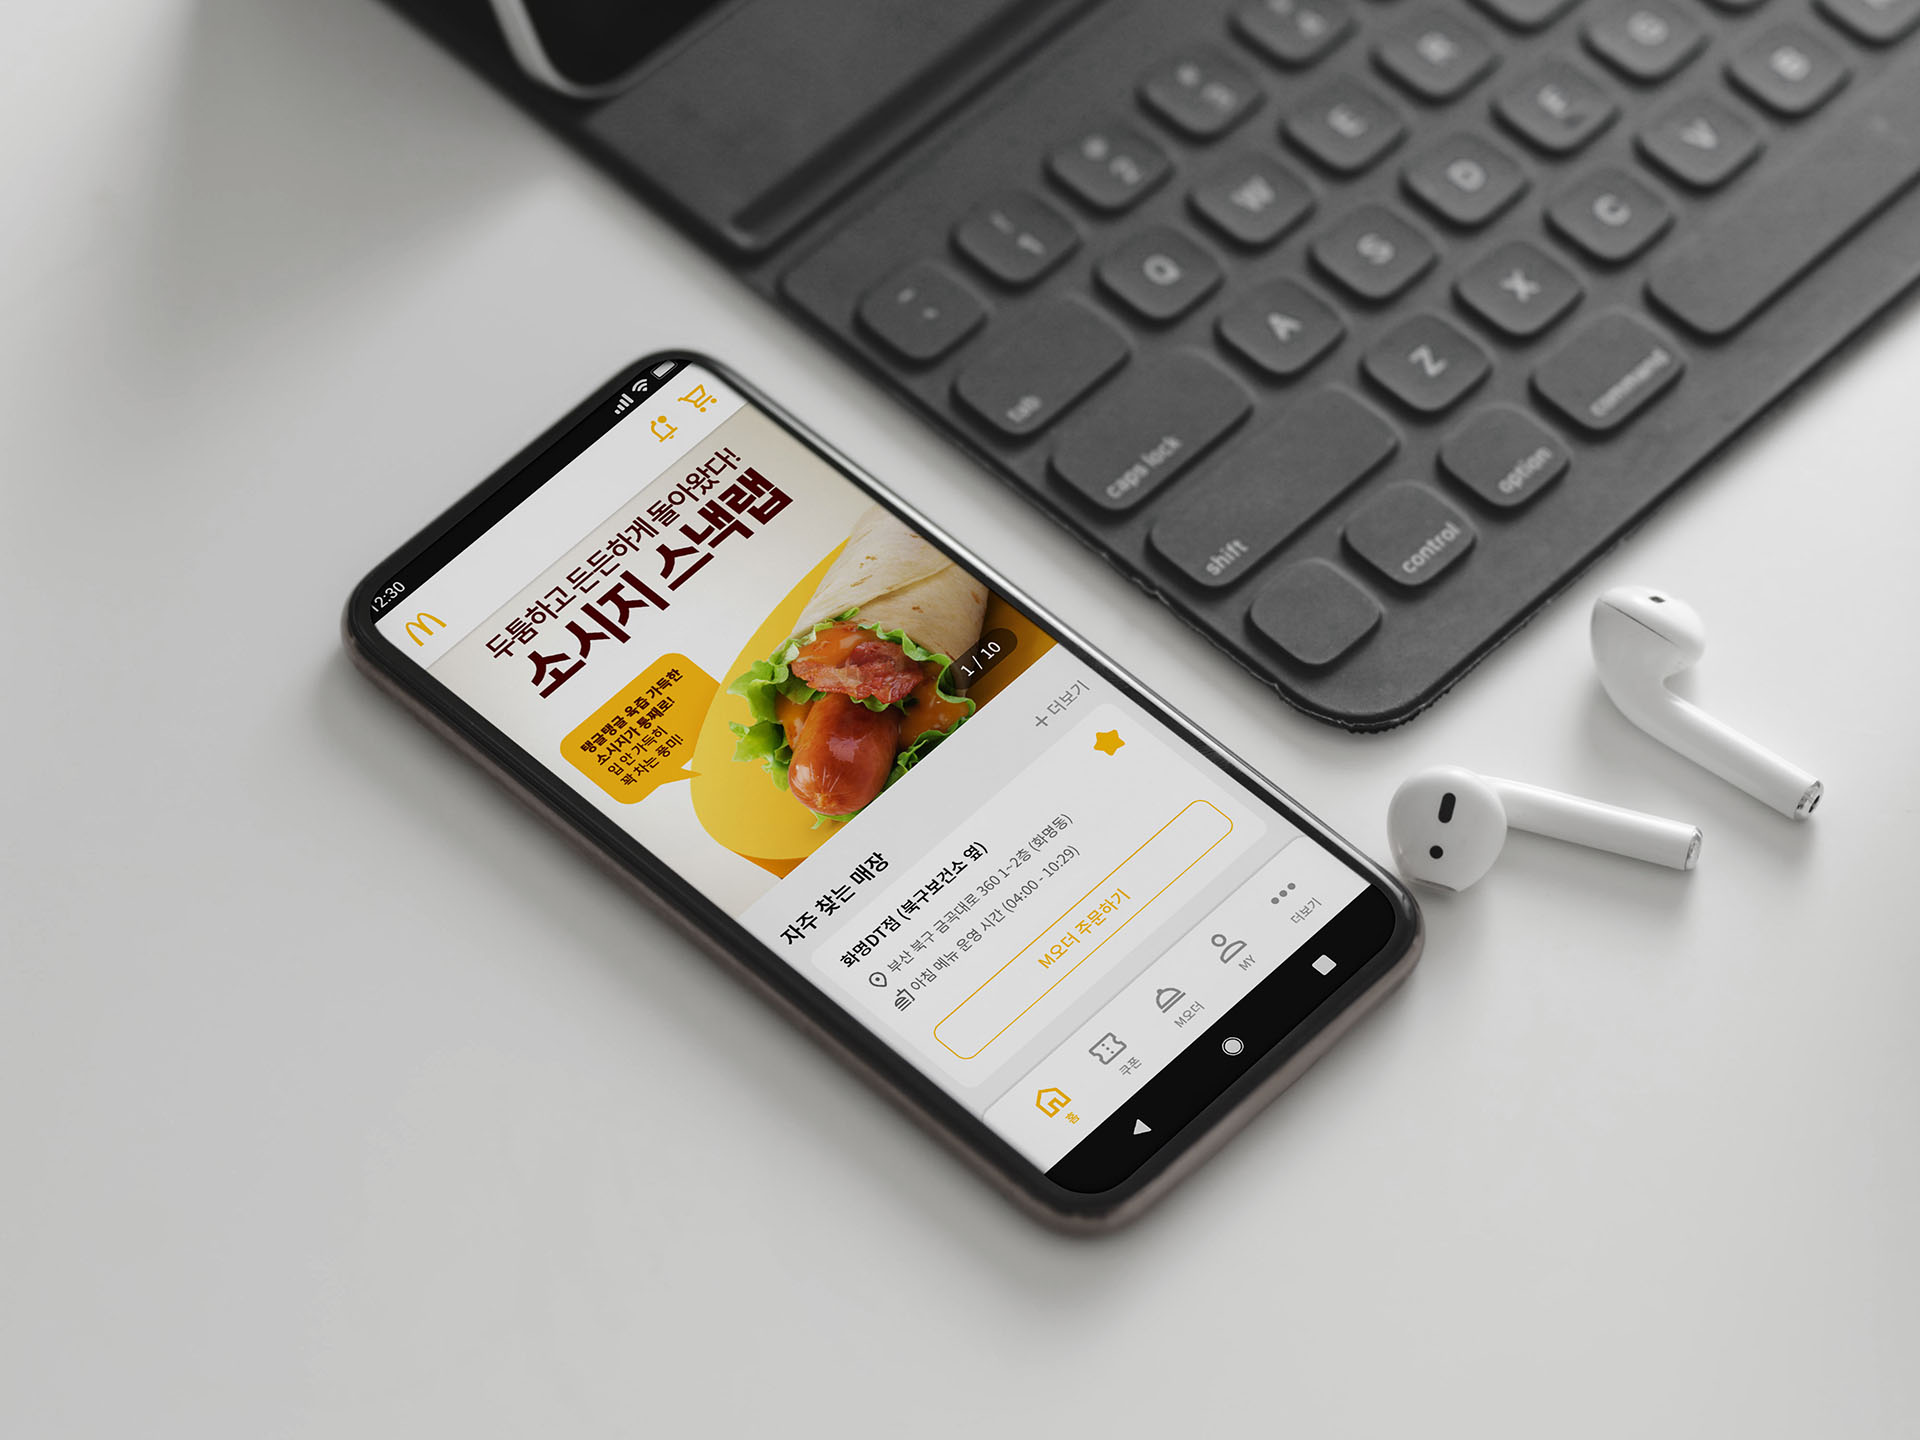 12:30
두툼하고 든든하게 돌아왔다!
소시지 스낵랩
탱글탱글 육즙 가득한
소시지가 통째로!
입 안 가득히
꽉 차는 풍미!
1 / 10
자주 찾는 매장
+ 더보기
화명DT점 (북구보건소 옆)
부산 북구 금곡대로 360 1~2층 (화명동)
아침 메뉴 운영 시간 (04:00 - 10:29)
M오더 주문하기
홈
쿠폰
M오더
MY
더보기
Q
W
E
R
tab
A
S
D
caps lock
Z
X
C
V
shift
control
option
command